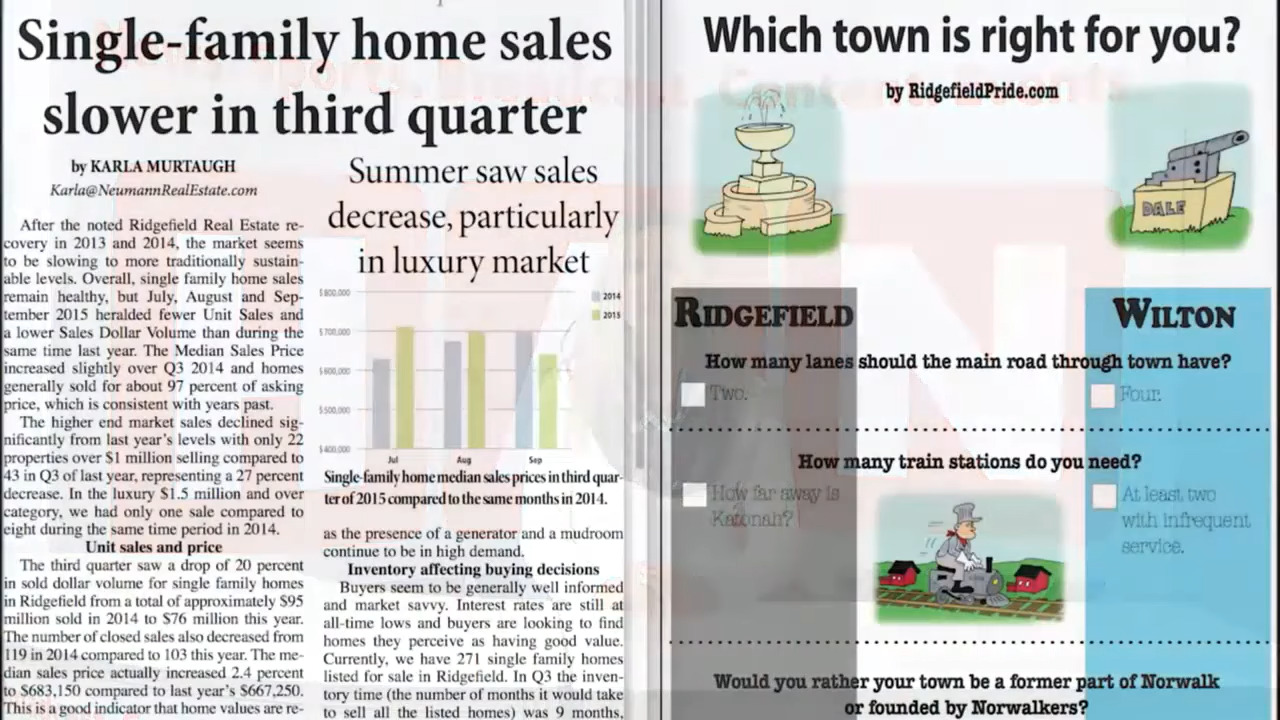 Single-family home sales
slower in third quarter
by KARLA MURTAUGH
Karla@NeumannRealEstate.com
After the noted Ridgefield Real Estate re-
covery in 2013 and 2014, the market seems
to be slowing to more traditionally sustain-
able levels. Overall, single family home sales
remain healthy, but July, August and Sep-
tember 2015 heralded fewer Unit Sales and
a lower Sales Dollar Volume than during the
same time last year. The Median Sales Price
increased slightly over Q3 2014 and homes
generally sold for about 97 percent of asking
price, which is consistent with years past.
The higher end market sales declined sig-
nificantly from last year's levels with only 22
properties over $1 million selling compared to
43 in Q3 of last year, representing a 27 percent
decrease. In the luxury $1.5 million and over
category, we had only one sale compared to
eight during the same time period in 2014.
Unit sales and price
The third quarter saw a drop of 20 percent
in sold dollar volume for single family homes
in Ridgefield from a total of approximately $95
million sold in 2014 to $76 million this year.
The number of closed sales also decreased from
119 in 2014 compared to 103 this year. The me-
dian sales price actually increased 2.4 percent
to $683,150 compared to last year's $667,250.
This is a good indicator that home values are re-
Summer saw sales
decrease, particularly
in luxury market
$800,000
$700,000
$600,000
$500,000
$400,000
2014
2015
Jul Aug Sep
Single-family home median sales prices in third quar-
ter of 2015 compared to the same months in 2014.
as the presence of a generator and a mudroom
continue to be in high demand.
Inventory affecting buying decisions
Buyers seem to be generally well informed
and market savvy. Interest rates are still at
all-time lows and buyers are looking to find
homes they perceive as having good value.
Currently, we have 271 single family homes
listed for sale in Ridgefield. In Q3 the inven-
tory time (the number of months it would take
to sell all the listed homes) was 9 months,
Which town is right for you?
by RidgefieldPride.com
DALE
RIDGEFIELD
WILTON
How many lanes should the main road through town have?
Two.
Four.
How many train stations do you need?
How far away is
Katonah?
At least two
with infrequent
service.
Would you rather your town be a former part of Norwalk
or founded by Norwalkers?